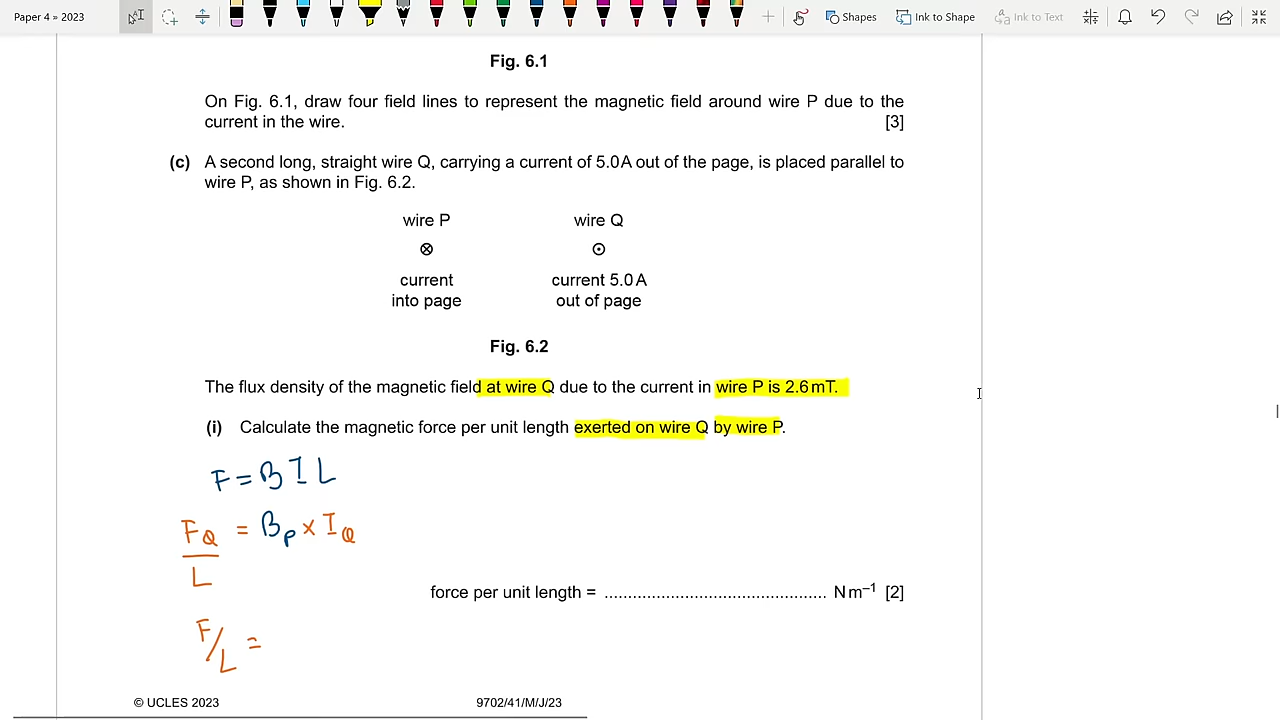 Paper 4 » 2023
Shapes
Ink to Shape
Ink to Text
Fig. 6.1
On Fig. 6.1, draw four field lines to represent the magnetic field around wire P due to the
current in the wire. [3]
(c) A second long, straight wire Q, carrying a current of 5.0 A out of the page, is placed parallel to
wire P, as shown in Fig. 6.2.
wire P wire Q
current current 5.0 A
into page out of page
Fig. 6.2
The flux density of the magnetic field at wire Q due to the current in wire P is 2.6 mT.
(i) Calculate the magnetic force per unit length exerted on wire Q by wire P.
F = B I L
F_Q / L = B_P × I_Q
force per unit length = ............................................... N m⁻¹ [2]
F/L =
© UCLES 2023 9702/41/M/J/23